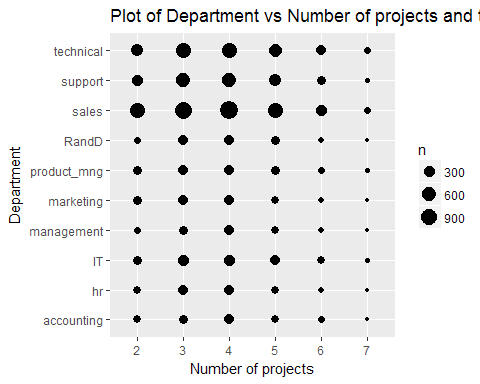 Plot of Department vs Number of projects and t
technical
support
sales
RandD
product_mng
marketing
management
IT
hr
accounting
Department
2 3 4 5 6 7
Number of projects
n
300
600
900